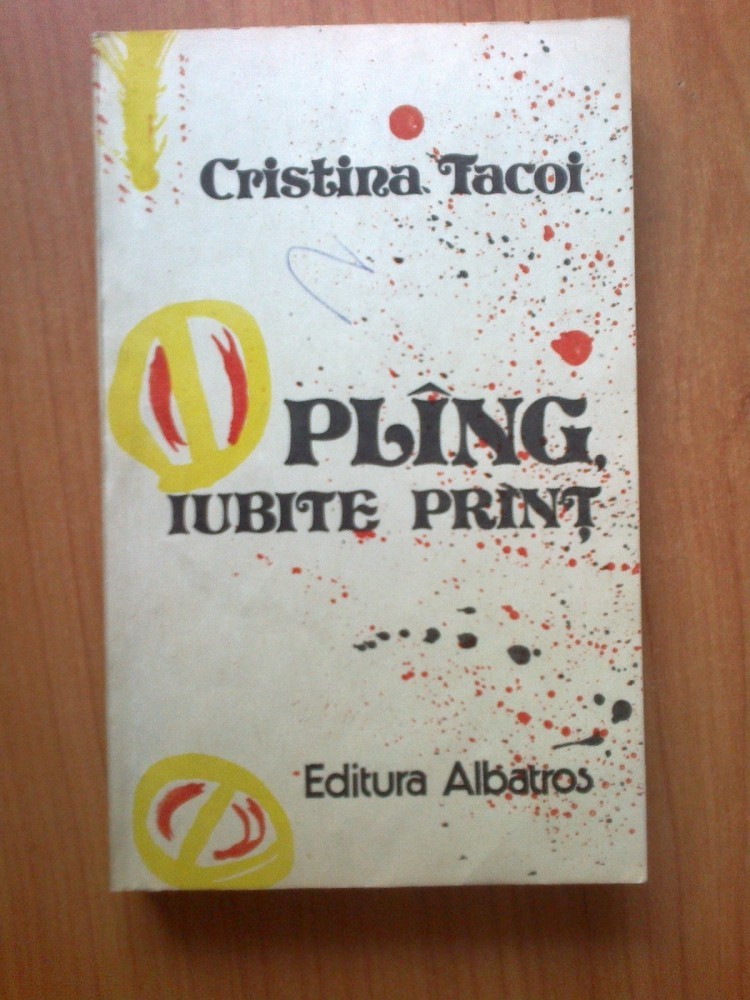 Cristina Tacoi
PLÎNG,
IUBITE PRINȚ
Editura Albatros